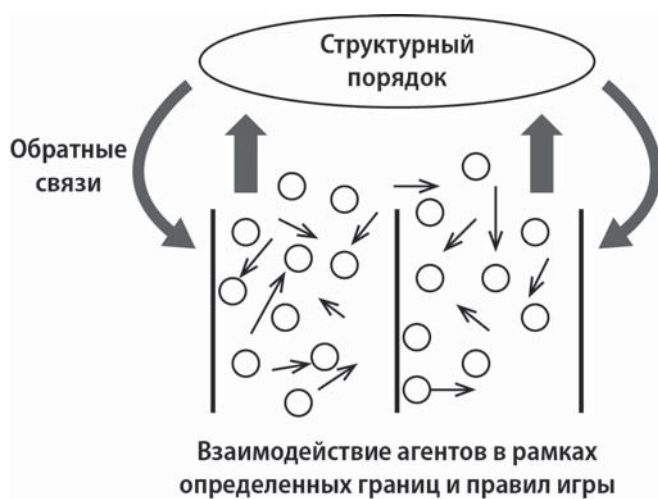 Структурный
порядок
Обратные
связи
Взаимодействие агентов в рамках
определенных границ и правил игры